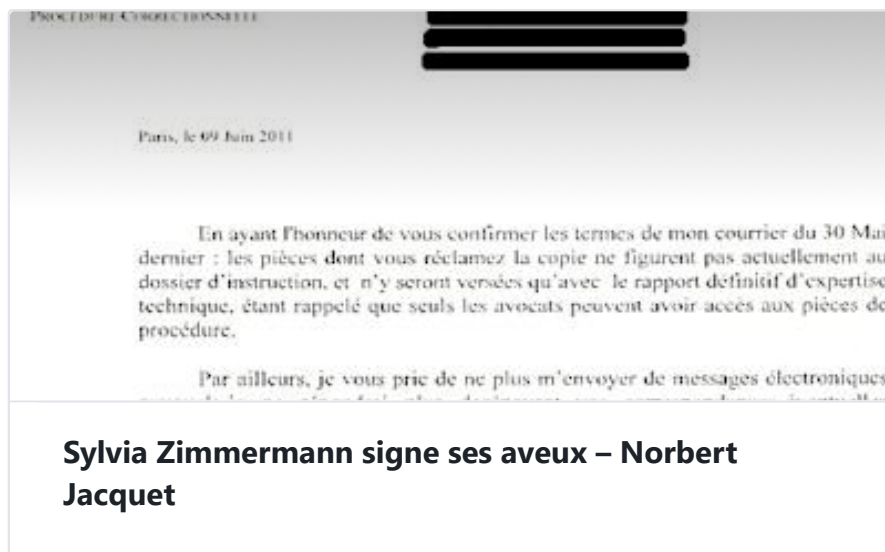 PROCÉDURE CORRECTIONNELLE
Paris, le 09 Juin 2011
En ayant l'honneur de vous confirmer les termes de mon courrier du 30 Mai
dernier : les pièces dont vous réclamez la copie ne figurent pas actuellement au
dossier d'instruction, et n'y seront versées qu'avec le rapport définitif d'expertise
technique, étant rappelé que seuls les avocats peuvent avoir accès aux pièces de
procédure.
Par ailleurs, je vous prie de ne plus m'envoyer de messages électroniques
Sylvia Zimmermann signe ses aveux – Norbert
Jacquet